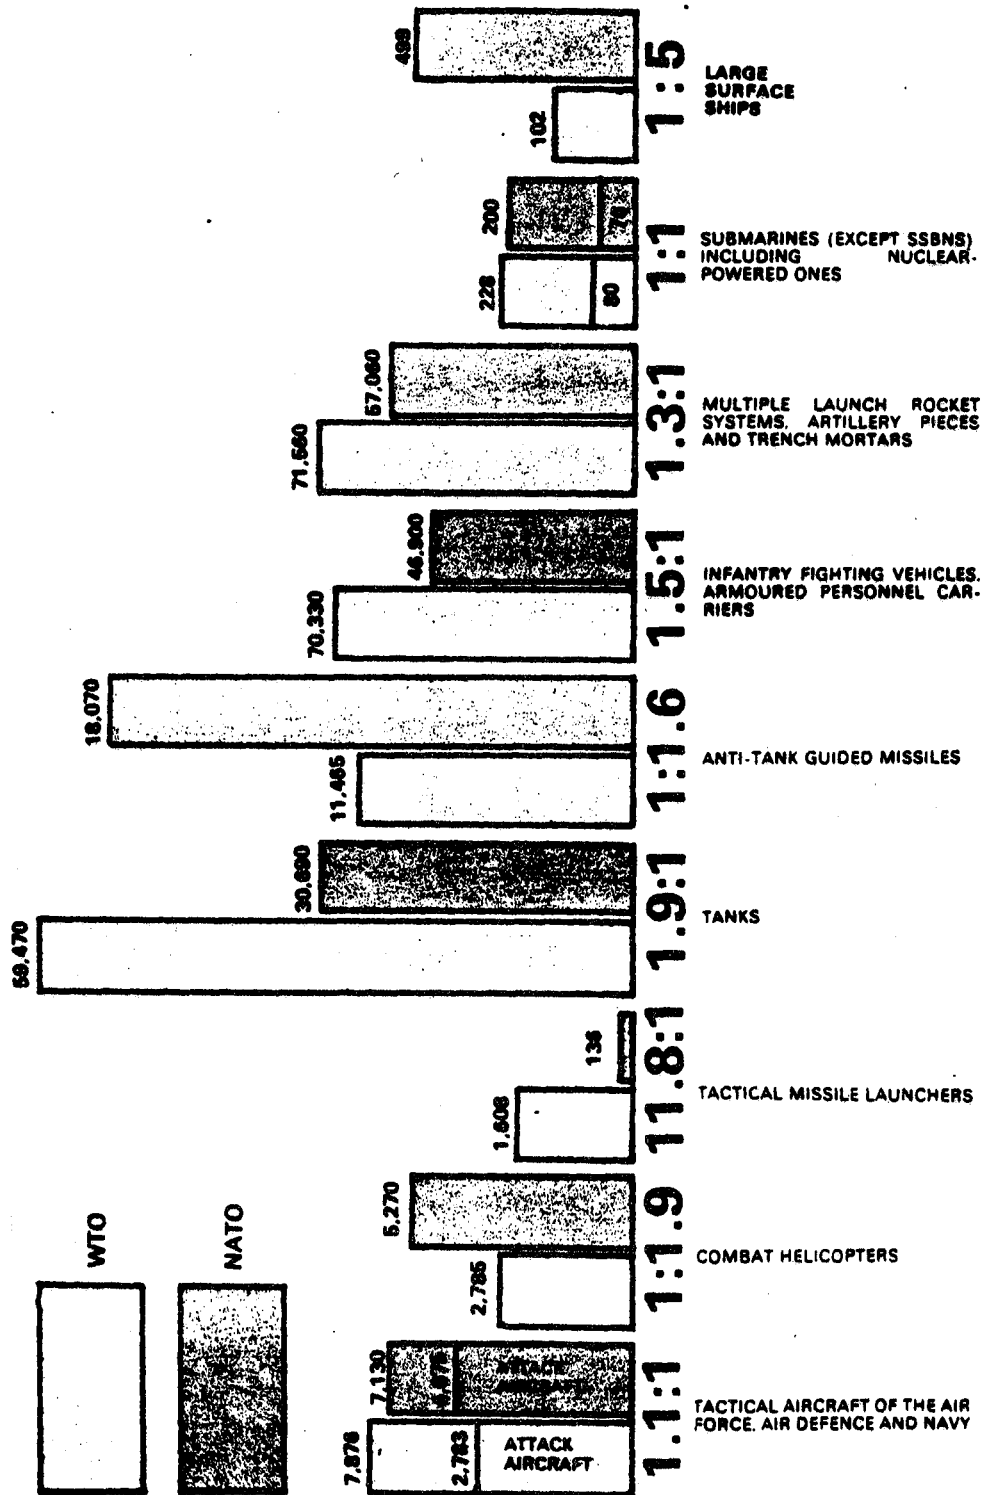 WTO
NATO
7.876
2.783
ATTACK
AIRCRAFT
7.130
ATTACK
AIRCRAFT
1.1:1
TACTICAL AIRCRAFT OF THE AIR
FORCE, AIR DEFENCE AND NAVY
2.785
5.270
1:1.9
COMBAT HELICOPTERS
1.608
136
11.8:1
TACTICAL MISSILE LAUNCHERS
59.470
30.690
1.9:1
TANKS
11.465
18.070
1:1.6
ANTI-TANK GUIDED MISSILES
70.330
46.900
1.5:1
INFANTRY FIGHTING VEHICLES,
ARMOURED PERSONNEL CAR-
RIERS
71.560
57.060
1.3:1
MULTIPLE LAUNCH ROCKET
SYSTEMS, ARTILLERY PIECES
AND TRENCH MORTARS
228
80
200
76
1:1
SUBMARINES (EXCEPT SSBNS)
INCLUDING NUCLEAR-
POWERED ONES
102
499
1:5
LARGE
SURFACE
SHIPS